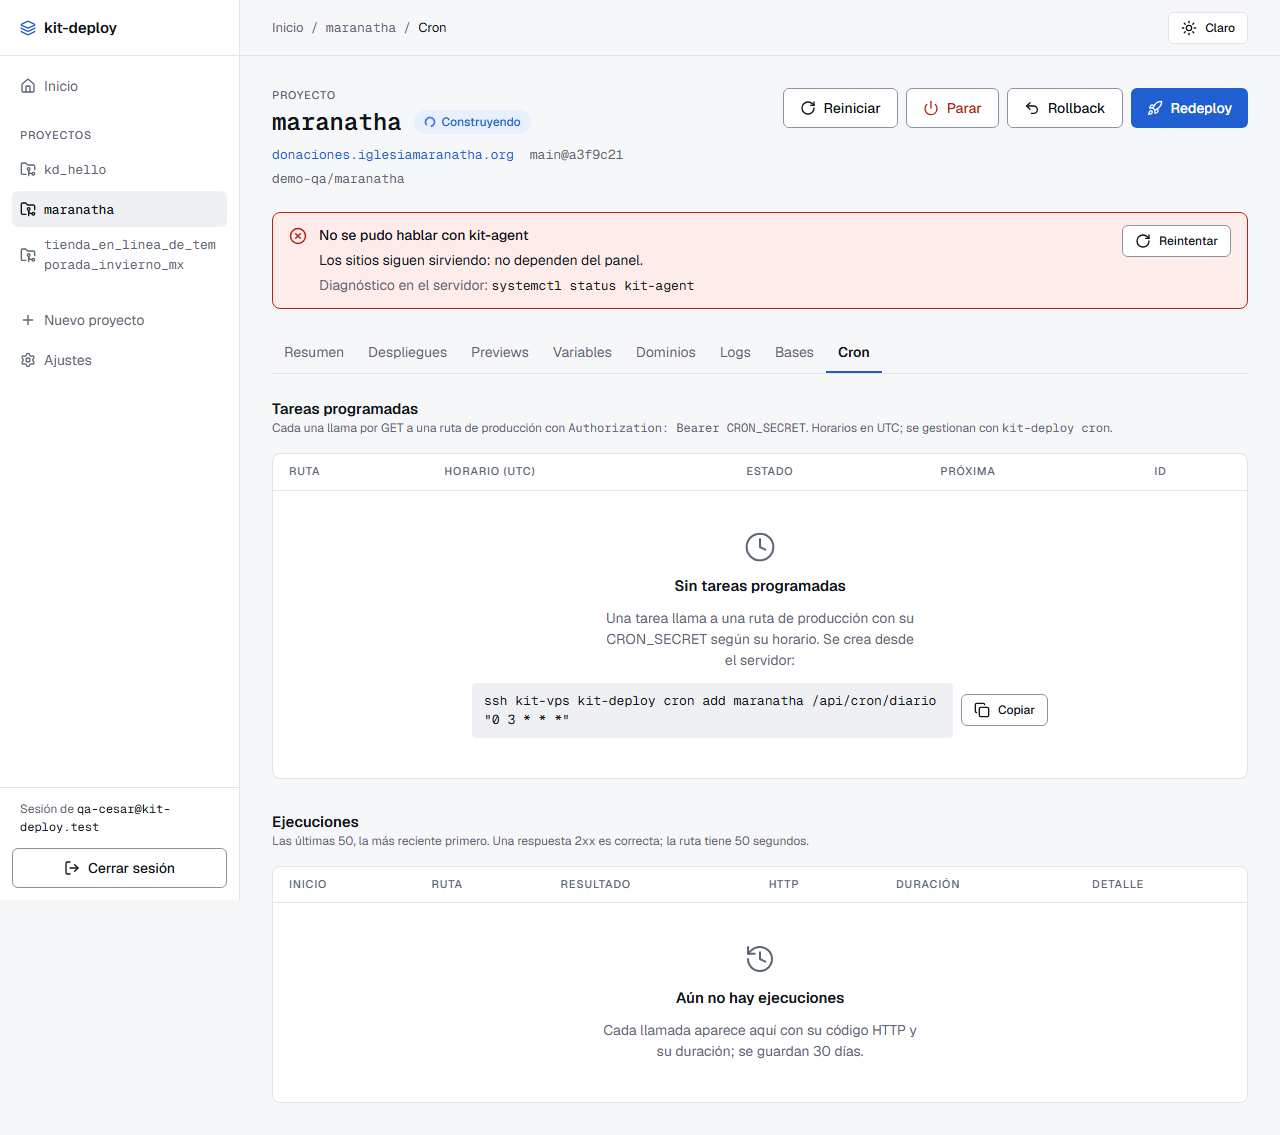 kit-deploy
Inicio / maranatha / Cron
Claro
Inicio
PROYECTOS
kd_hello
maranatha
tienda_en_linea_de_tem
porada_invierno_mx
Nuevo proyecto
Ajustes
Sesión de qa-cesar@kit-
deploy.test
Cerrar sesión
PROYECTO
maranatha
Construyendo
Reiniciar
Parar
Rollback
Redeploy
donaciones.iglesiamaranatha.org main@a3f9c21
demo-qa/maranatha
No se pudo hablar con kit-agent
Los sitios siguen sirviendo: no dependen del panel.
Diagnóstico en el servidor: systemctl status kit-agent
Reintentar
Resumen Despliegues Previews Variables Dominios Logs Bases Cron
Tareas programadas
Cada una llama por GET a una ruta de producción con Authorization: Bearer CRON_SECRET. Horarios en UTC; se gestionan con kit-deploy cron.
RUTA HORARIO (UTC) ESTADO PRÓXIMA ID
Sin tareas programadas
Una tarea llama a una ruta de producción con su
CRON_SECRET según su horario. Se crea desde
el servidor:
ssh kit-vps kit-deploy cron add maranatha /api/cron/diario
"0 3 * * *"
Copiar
Ejecuciones
Las últimas 50, la más reciente primero. Una respuesta 2xx es correcta; la ruta tiene 50 segundos.
INICIO RUTA RESULTADO HTTP DURACIÓN DETALLE
Aún no hay ejecuciones
Cada llamada aparece aquí con su código HTTP y
su duración; se guardan 30 días.